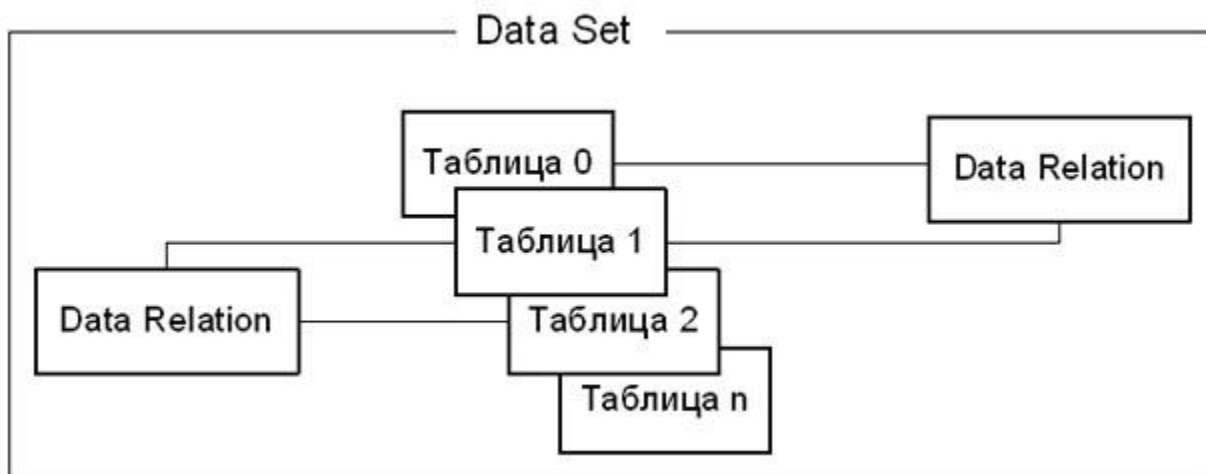 Data Set
Таблица 0
Data Relation
Таблица 1
Data Relation
Таблица 2
Таблица n